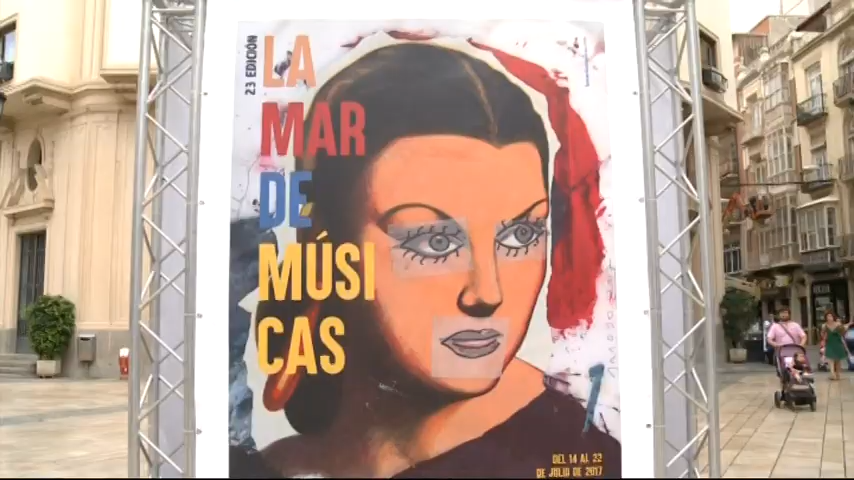 23 EDICIÓN
LA
MAR
DE
MÚSI
CAS
DEL 14 AL 22
DE JULIO DE 2017